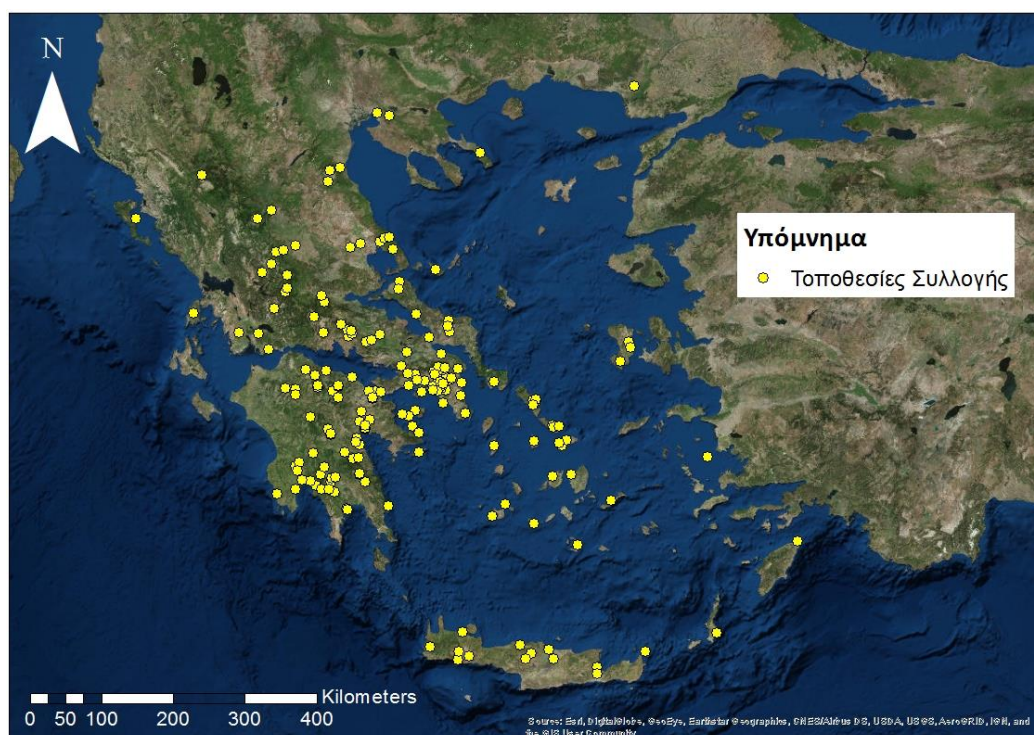 N
Υπόμνημα
Τοποθεσίες Συλλογής
Kilometers
0 50 100 200 300 400
Source: Esri, DigitalGlobe, GeoEye, Earthstar Geographics, CNES/Airbus DS, USDA, USGS, AeroGRID, IGN, and
the GIS User Community